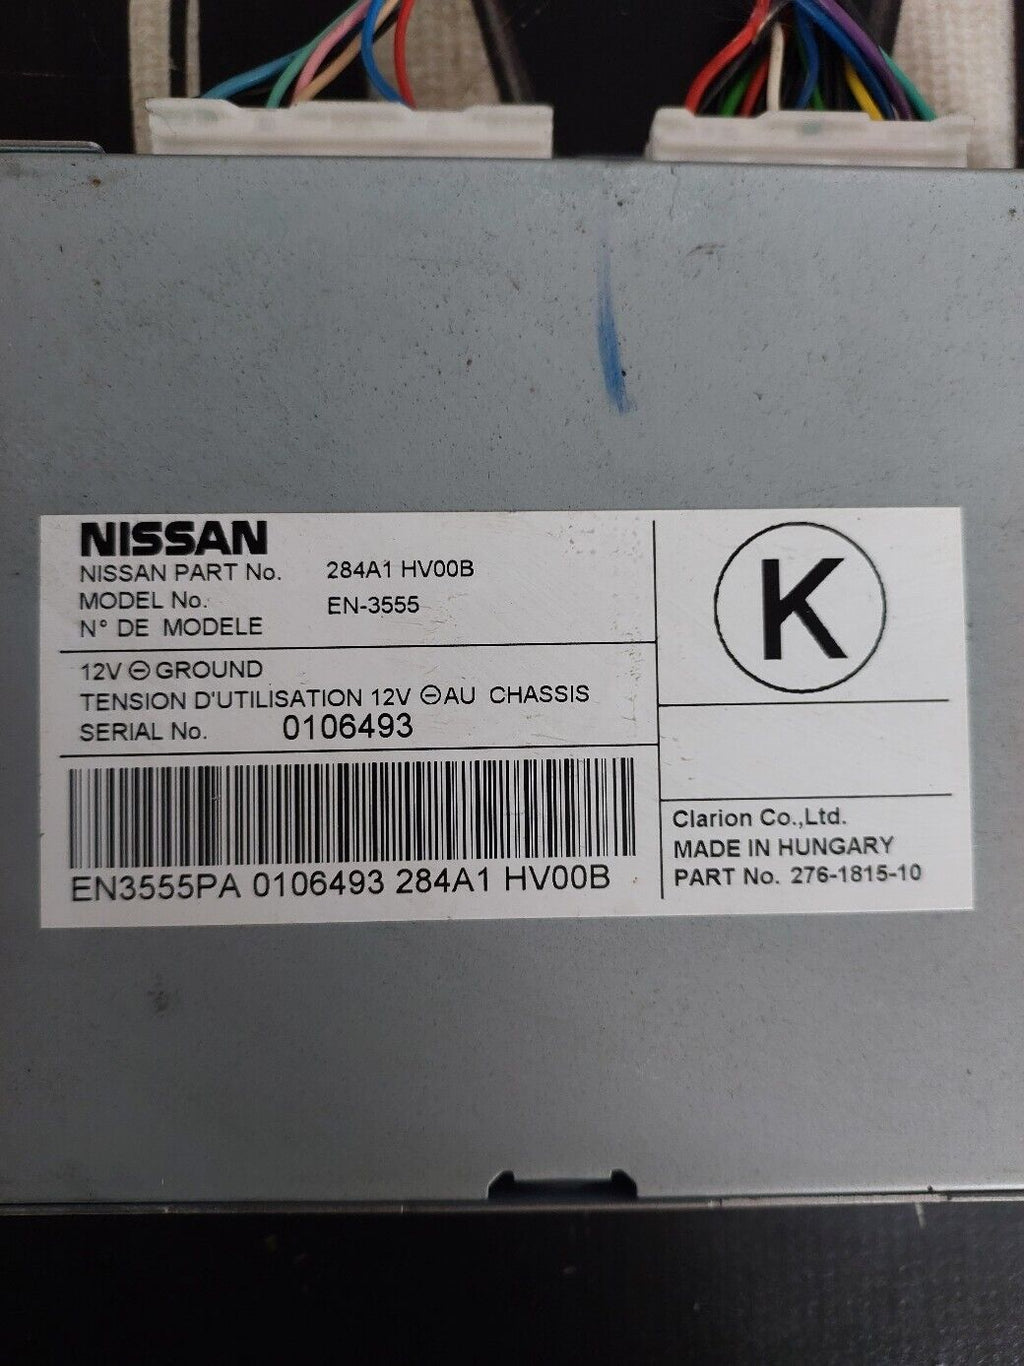 NISSAN
NISSAN PART No. 284A1 HV00B
MODEL No. EN-3555
N° DE MODELE
12V ⊖ GROUND
TENSION D'UTILISATION 12V ⊖ AU CHASSIS
SERIAL No. 0106493
EN3555PA 0106493 284A1 HV00B
K
Clarion Co.,Ltd.
MADE IN HUNGARY
PART No. 276-1815-10